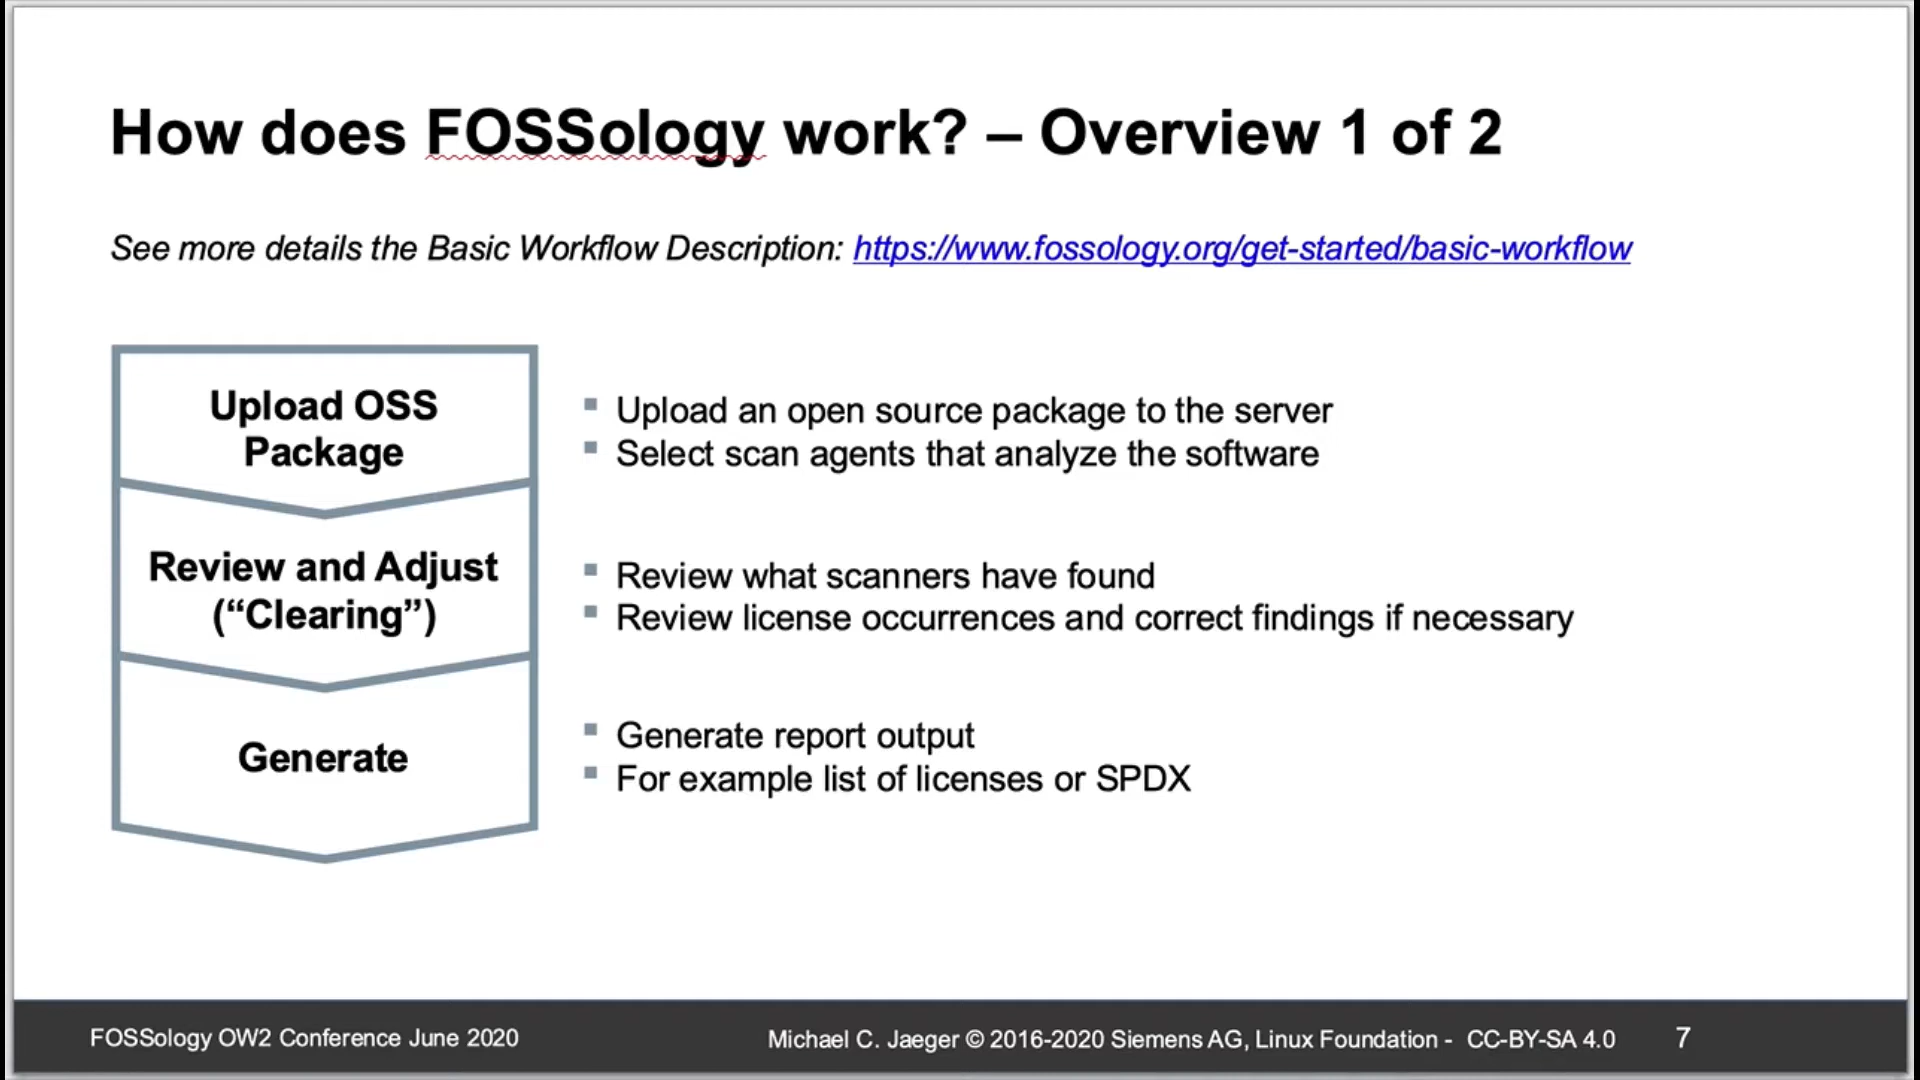 How does FOSSology work? – Overview 1 of 2
See more details the Basic Workflow Description: https://www.fossology.org/get-started/basic-workflow
Upload OSS
Package
▪ Upload an open source package to the server
▪ Select scan agents that analyze the software
Review and Adjust
(“Clearing”)
▪ Review what scanners have found
▪ Review license occurrences and correct findings if necessary
Generate
▪ Generate report output
▪ For example list of licenses or SPDX
FOSSology OW2 Conference June 2020
Michael C. Jaeger © 2016-2020 Siemens AG, Linux Foundation - CC-BY-SA 4.0
7